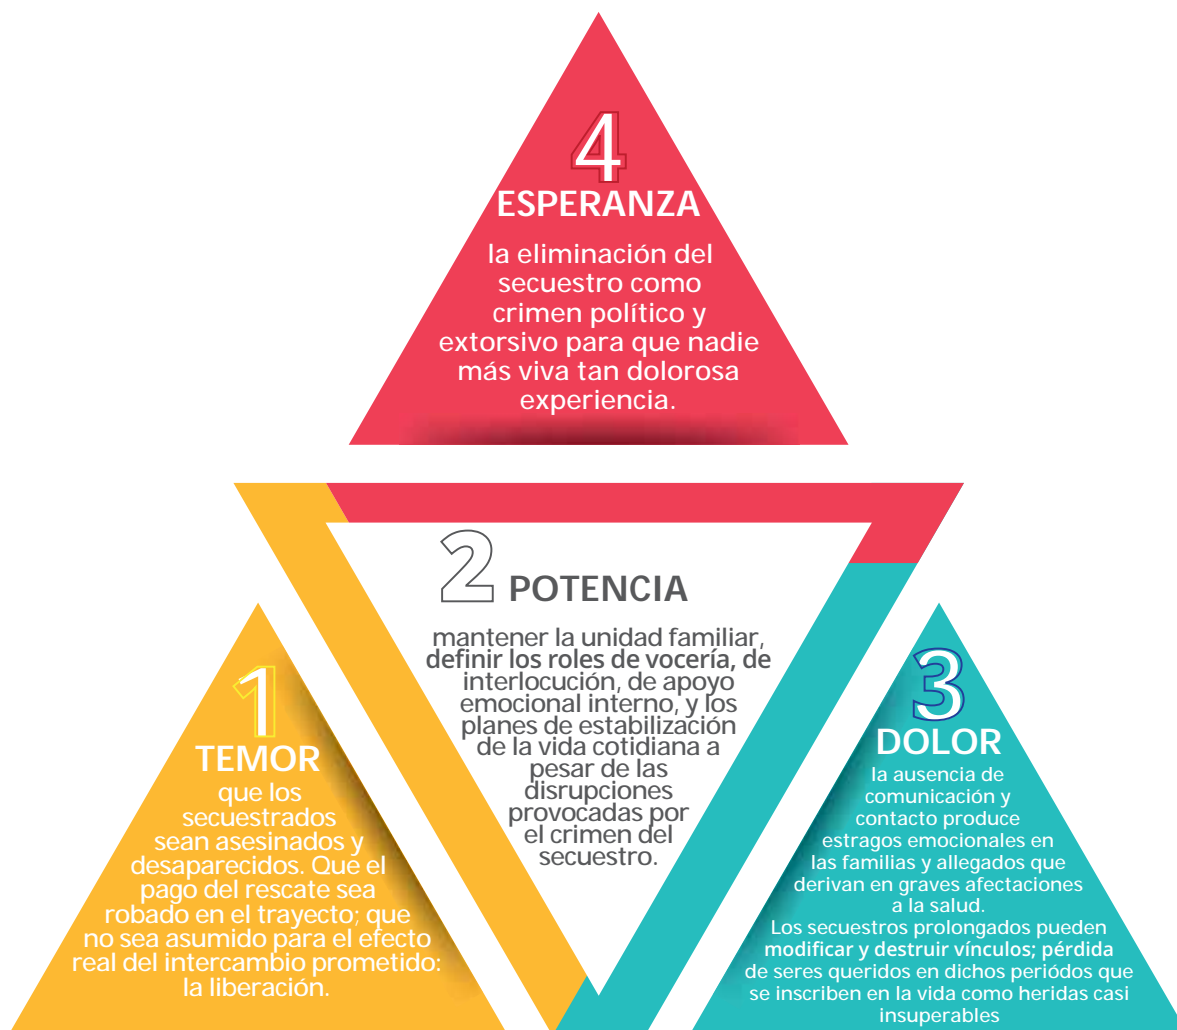 4
ESPERANZA
la eliminación del
secuestro como
crimen político y
extorsivo para que nadie
más viva tan dolorosa
experiencia.
2 POTENCIA
mantener la unidad familiar,
definir los roles de vocería, de
interlocución, de apoyo
emocional interno, y los
planes de estabilización
de la vida cotidiana a
pesar de las
disrupciones
provocadas por
el crimen del
secuestro.
1
TEMOR
que los
secuestrados
sean asesinados y
desaparecidos. Que el
pago del rescate sea
robado en el trayecto; que
no sea asumido para el efecto
real del intercambio prometido:
la liberación.
3
DOLOR
la ausencia de
comunicación y
contacto produce
estragos emocionales en
las familias y allegados que
derivan en graves afectaciones
a la salud.
Los secuestros prolongados pueden
modificar y destruir vínculos; pérdida
de seres queridos en dichos periódos que
se inscriben en la vida como heridas casi
insuperables